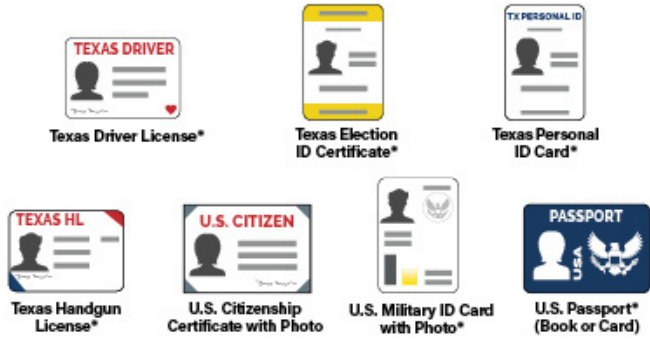 TEXAS DRIVER
Texas Driver License*
Texas Election
ID Certificate*
TX PERSONAL ID
Texas Personal
ID Card*
TEXAS HL
Texas Handgun
License*
U.S. CITIZEN
U.S. Citizenship
Certificate with Photo
U.S. Military ID Card
with Photo*
PASSPORT
USA
U.S. Passport*
(Book or Card)